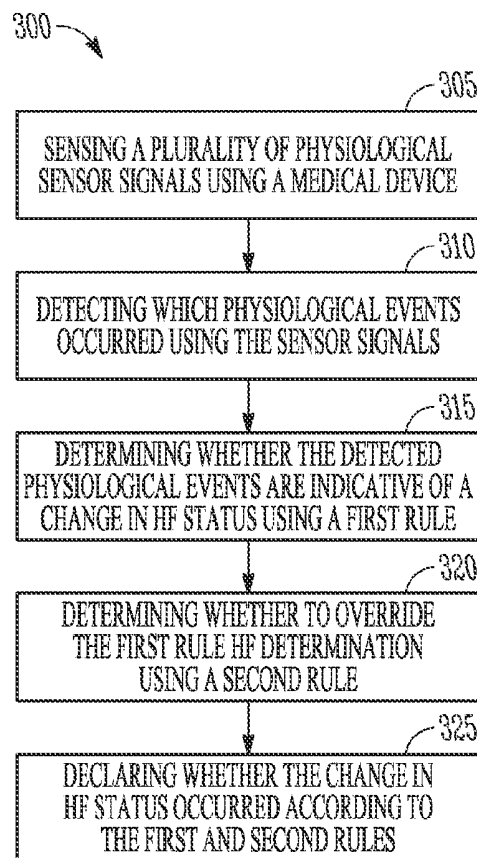 300
305
SENSING A PLURALITY OF PHYSIOLOGICAL
SENSOR SIGNALS USING A MEDICAL DEVICE
310
DETECTING WHICH PHYSIOLOGICAL EVENTS
OCCURRED USING THE SENSOR SIGNALS
315
DETERMINING WHETHER THE DETECTED
PHYSIOLOGICAL EVENTS ARE INDICATIVE OF A
CHANGE IN HF STATUS USING A FIRST RULE
320
DETERMINING WHETHER TO OVERRIDE
THE FIRST RULE HF DETERMINATION
USING A SECOND RULE
325
DECLARING WHETHER THE CHANGE IN
HF STATUS OCCURRED ACCORDING TO
THE FIRST AND SECOND RULES